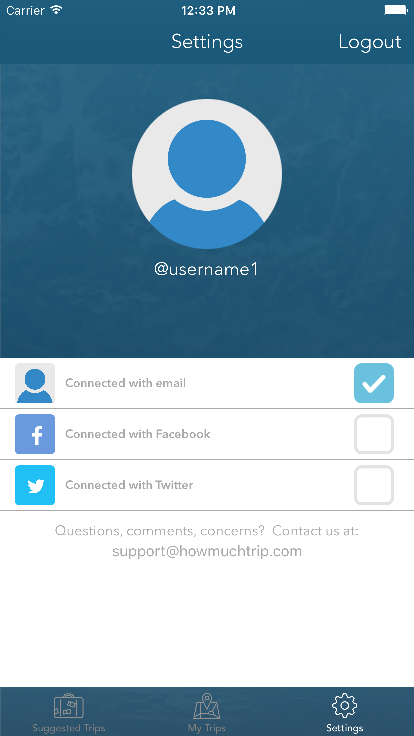 Carrier 12:33 PM
Settings Logout
@username1
Connected with email
Connected with Facebook
Connected with Twitter
Questions, comments, concerns? Contact us at:
support@howmuchtrip.com
Suggested Trips My Trips Settings